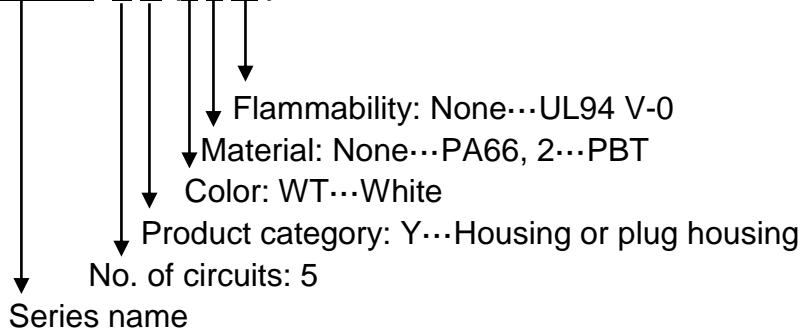 Flammability: None⋯UL94 V-0
Material: None⋯PA66, 2⋯PBT
Color: WT⋯White
Product category: Y⋯Housing or plug housing
No. of circuits: 5
Series name